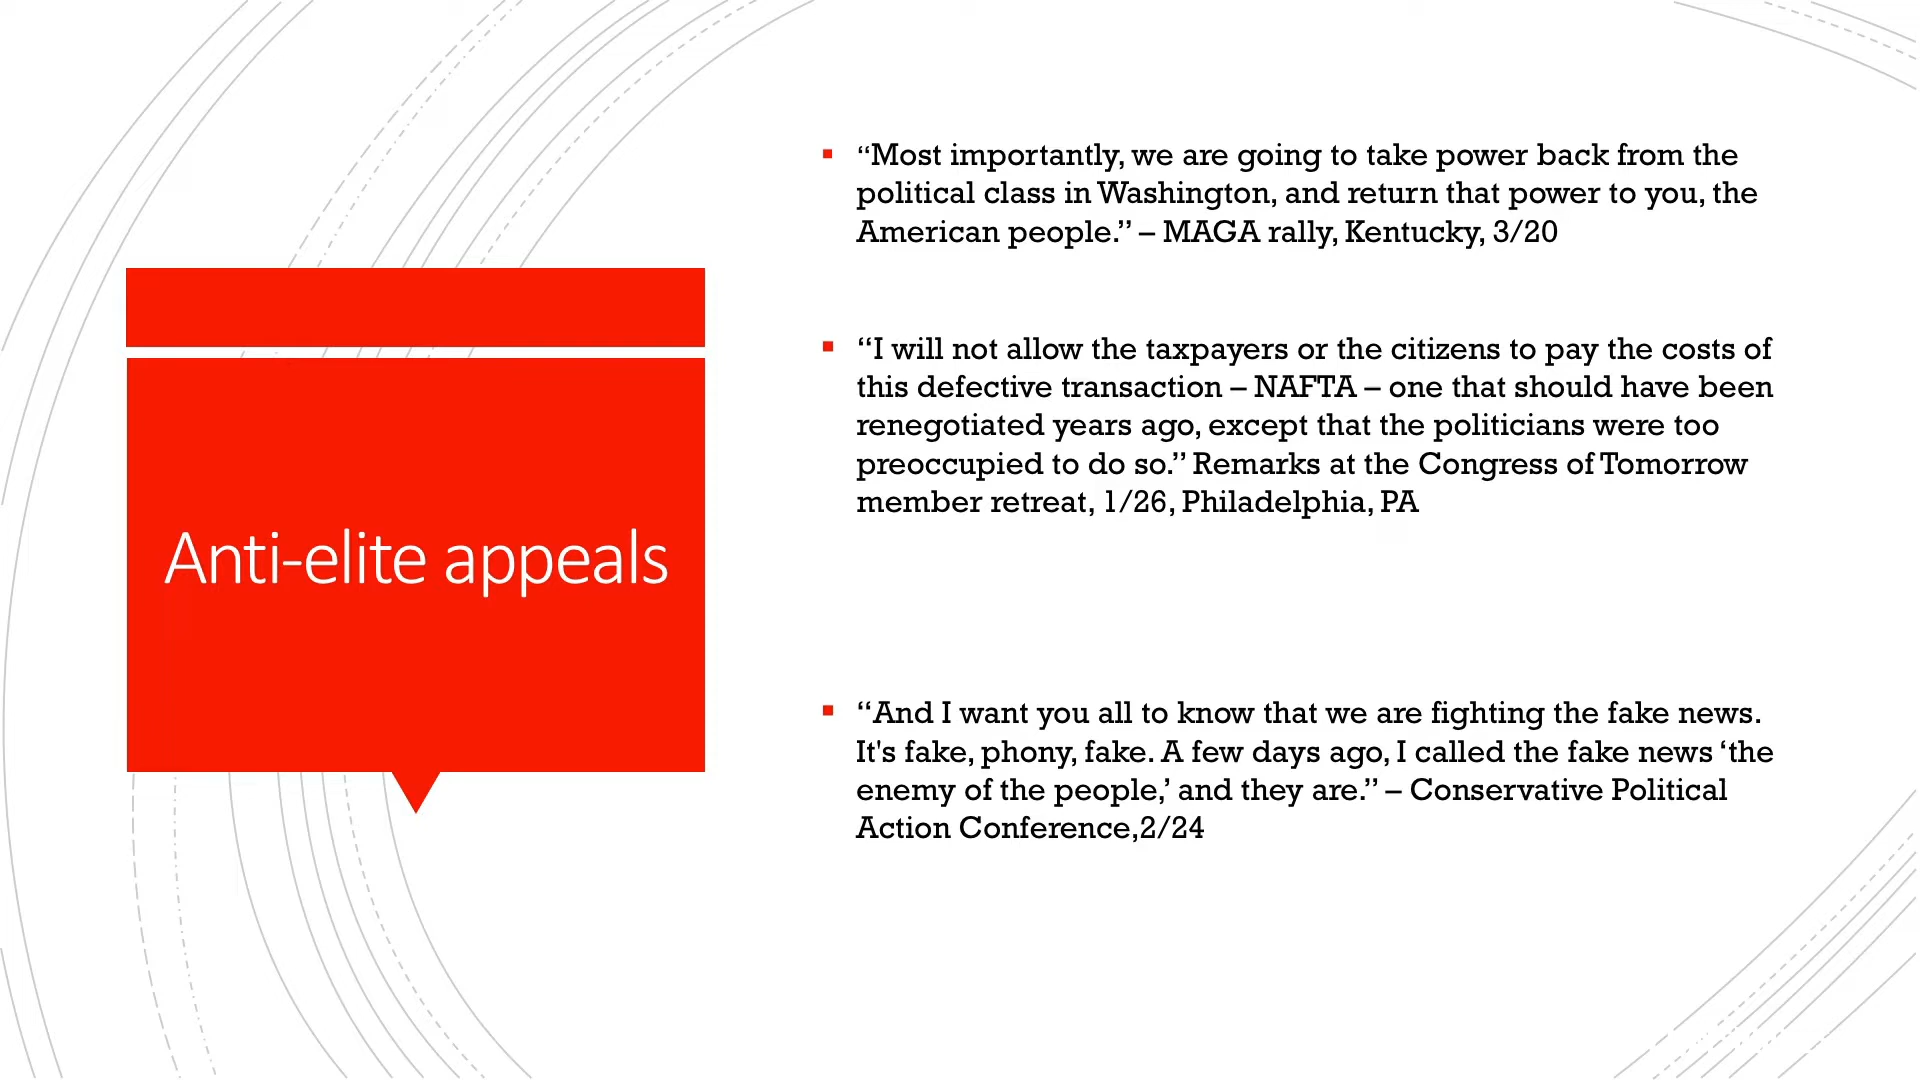 Anti-elite appeals
“Most importantly, we are going to take power back from the
political class in Washington, and return that power to you, the
American people.” – MAGA rally, Kentucky, 3/20
“I will not allow the taxpayers or the citizens to pay the costs of
this defective transaction – NAFTA – one that should have been
renegotiated years ago, except that the politicians were too
preoccupied to do so.” Remarks at the Congress of Tomorrow
member retreat, 1/26, Philadelphia, PA
“And I want you all to know that we are fighting the fake news.
It's fake, phony, fake. A few days ago, I called the fake news ‘the
enemy of the people,’ and they are.” – Conservative Political
Action Conference,2/24